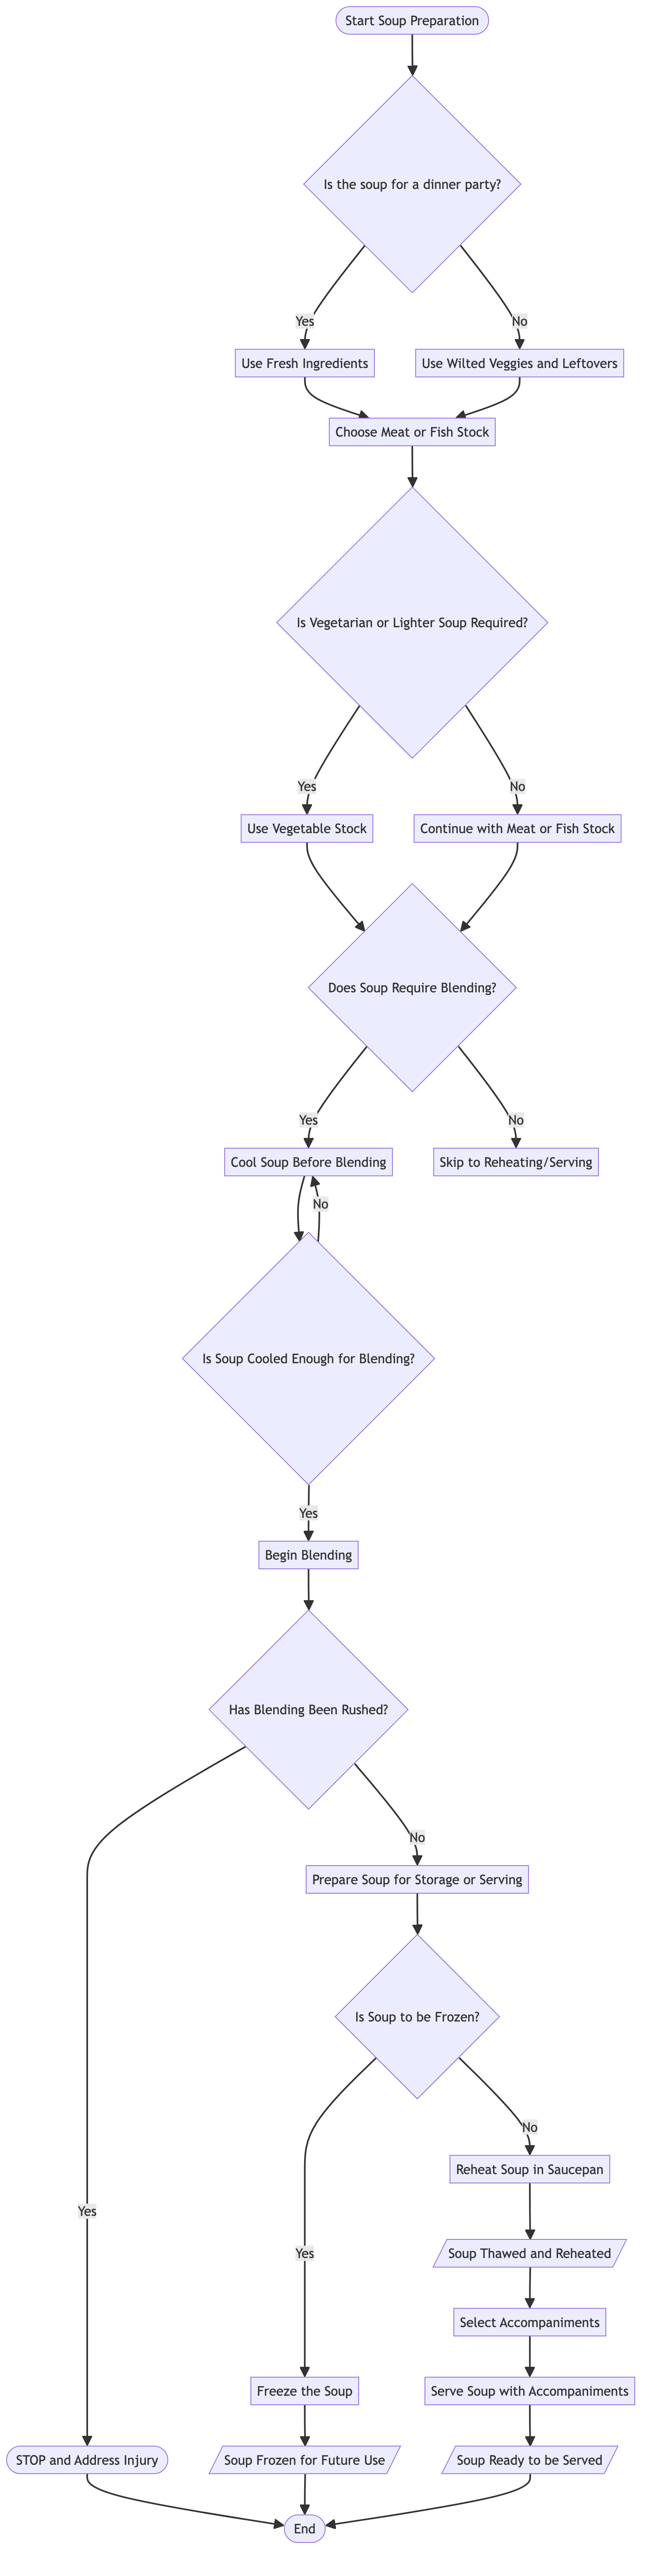 Start Soup Preparation
Is the soup for a dinner party?
Yes
No
Use Fresh Ingredients
Use Wilted Veggies and Leftovers
Choose Meat or Fish Stock
Is Vegetarian or Lighter Soup Required?
Yes
No
Use Vegetable Stock
Continue with Meat or Fish Stock
Does Soup Require Blending?
Yes
No
Cool Soup Before Blending
Skip to Reheating/Serving
No
Is Soup Cooled Enough for Blending?
Yes
Begin Blending
Has Blending Been Rushed?
No
Prepare Soup for Storage or Serving
Is Soup to be Frozen?
No
Reheat Soup in Saucepan
Yes
Yes
Soup Thawed and Reheated
Select Accompaniments
Freeze the Soup
Serve Soup with Accompaniments
STOP and Address Injury
Soup Frozen for Future Use
Soup Ready to be Served
End